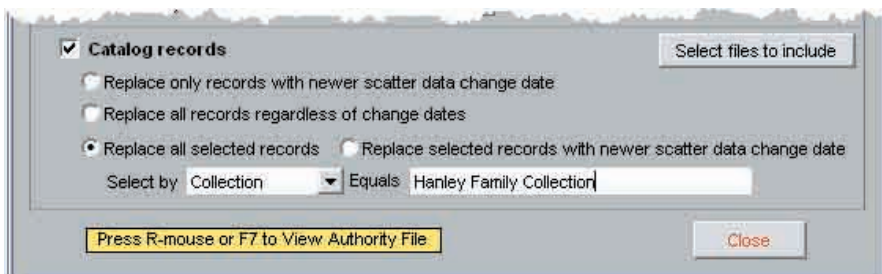 Catalog records
Select files to include
Replace only records with newer scatter data change date
Replace all records regardless of change dates
Replace all selected records Replace selected records with newer scatter data change date
Select by Collection Equals Hanley Family Collection
Press R-mouse or F7 to View Authority File Close